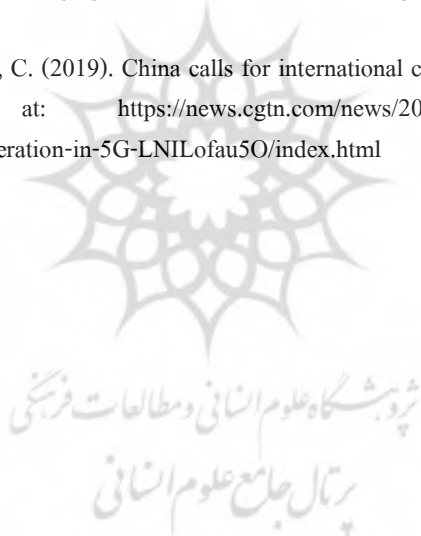 , C. (2019). China calls for international c
at: https://news.cgtn.com/news/20
eration-in-5G-LNILofau5O/index.html
پژوهشگاه علوم انسانی و مطالعات فرهنگی
پرتال جامع علوم انسانی